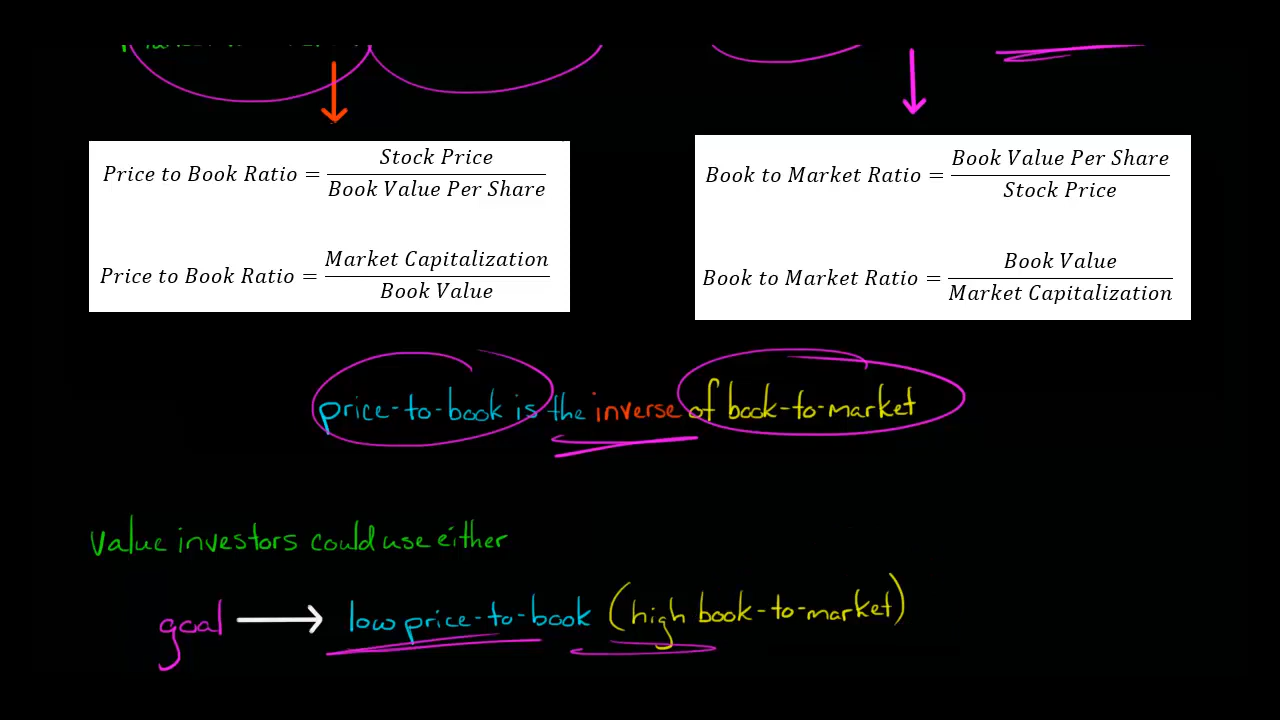 Price to Book Ratio = Stock Price / Book Value Per Share
Price to Book Ratio = Market Capitalization / Book Value
Book to Market Ratio = Book Value Per Share / Stock Price
Book to Market Ratio = Book Value / Market Capitalization
price-to-book is the inverse of book-to-market
value investors could use either
goal → low price-to-book (high book-to-market)